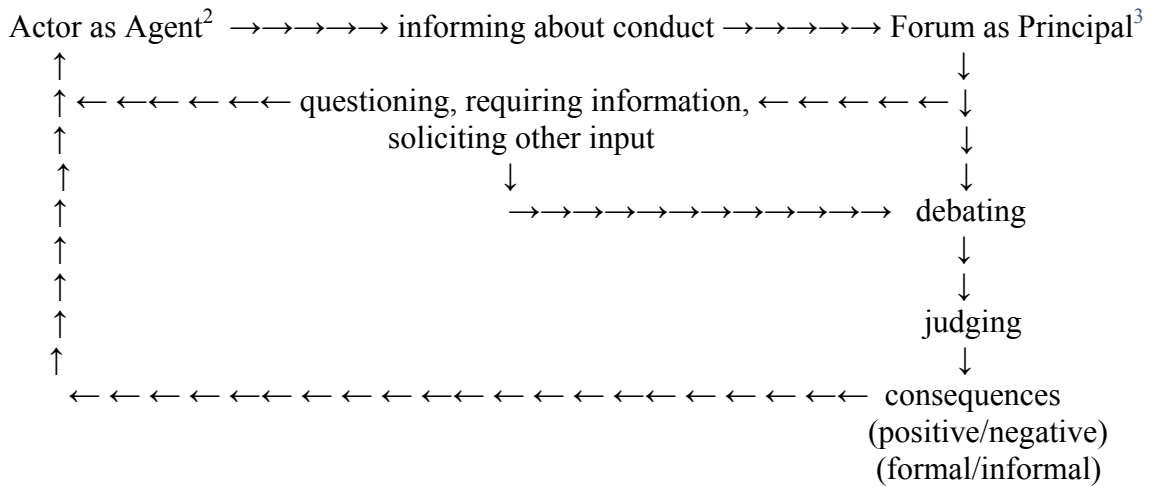 Actor as Agent² →→→→→ informing about conduct →→→→→ Forum as Principal³
↑ ↓
↑ ← ←← ← ←← questioning, requiring information, ← ← ← ← ← ↓
↑ soliciting other input ↓
↑ ↓ ↓
↑ →→→→→→→→→→→→ debating
↑ ↓
↑ ↓
↑ judging
↑ ↓
← ← ← ← ←← ← ← ← ←← ← ← ← ← ←← ← ← ← ←← consequences
(positive/negative)
(formal/informal)